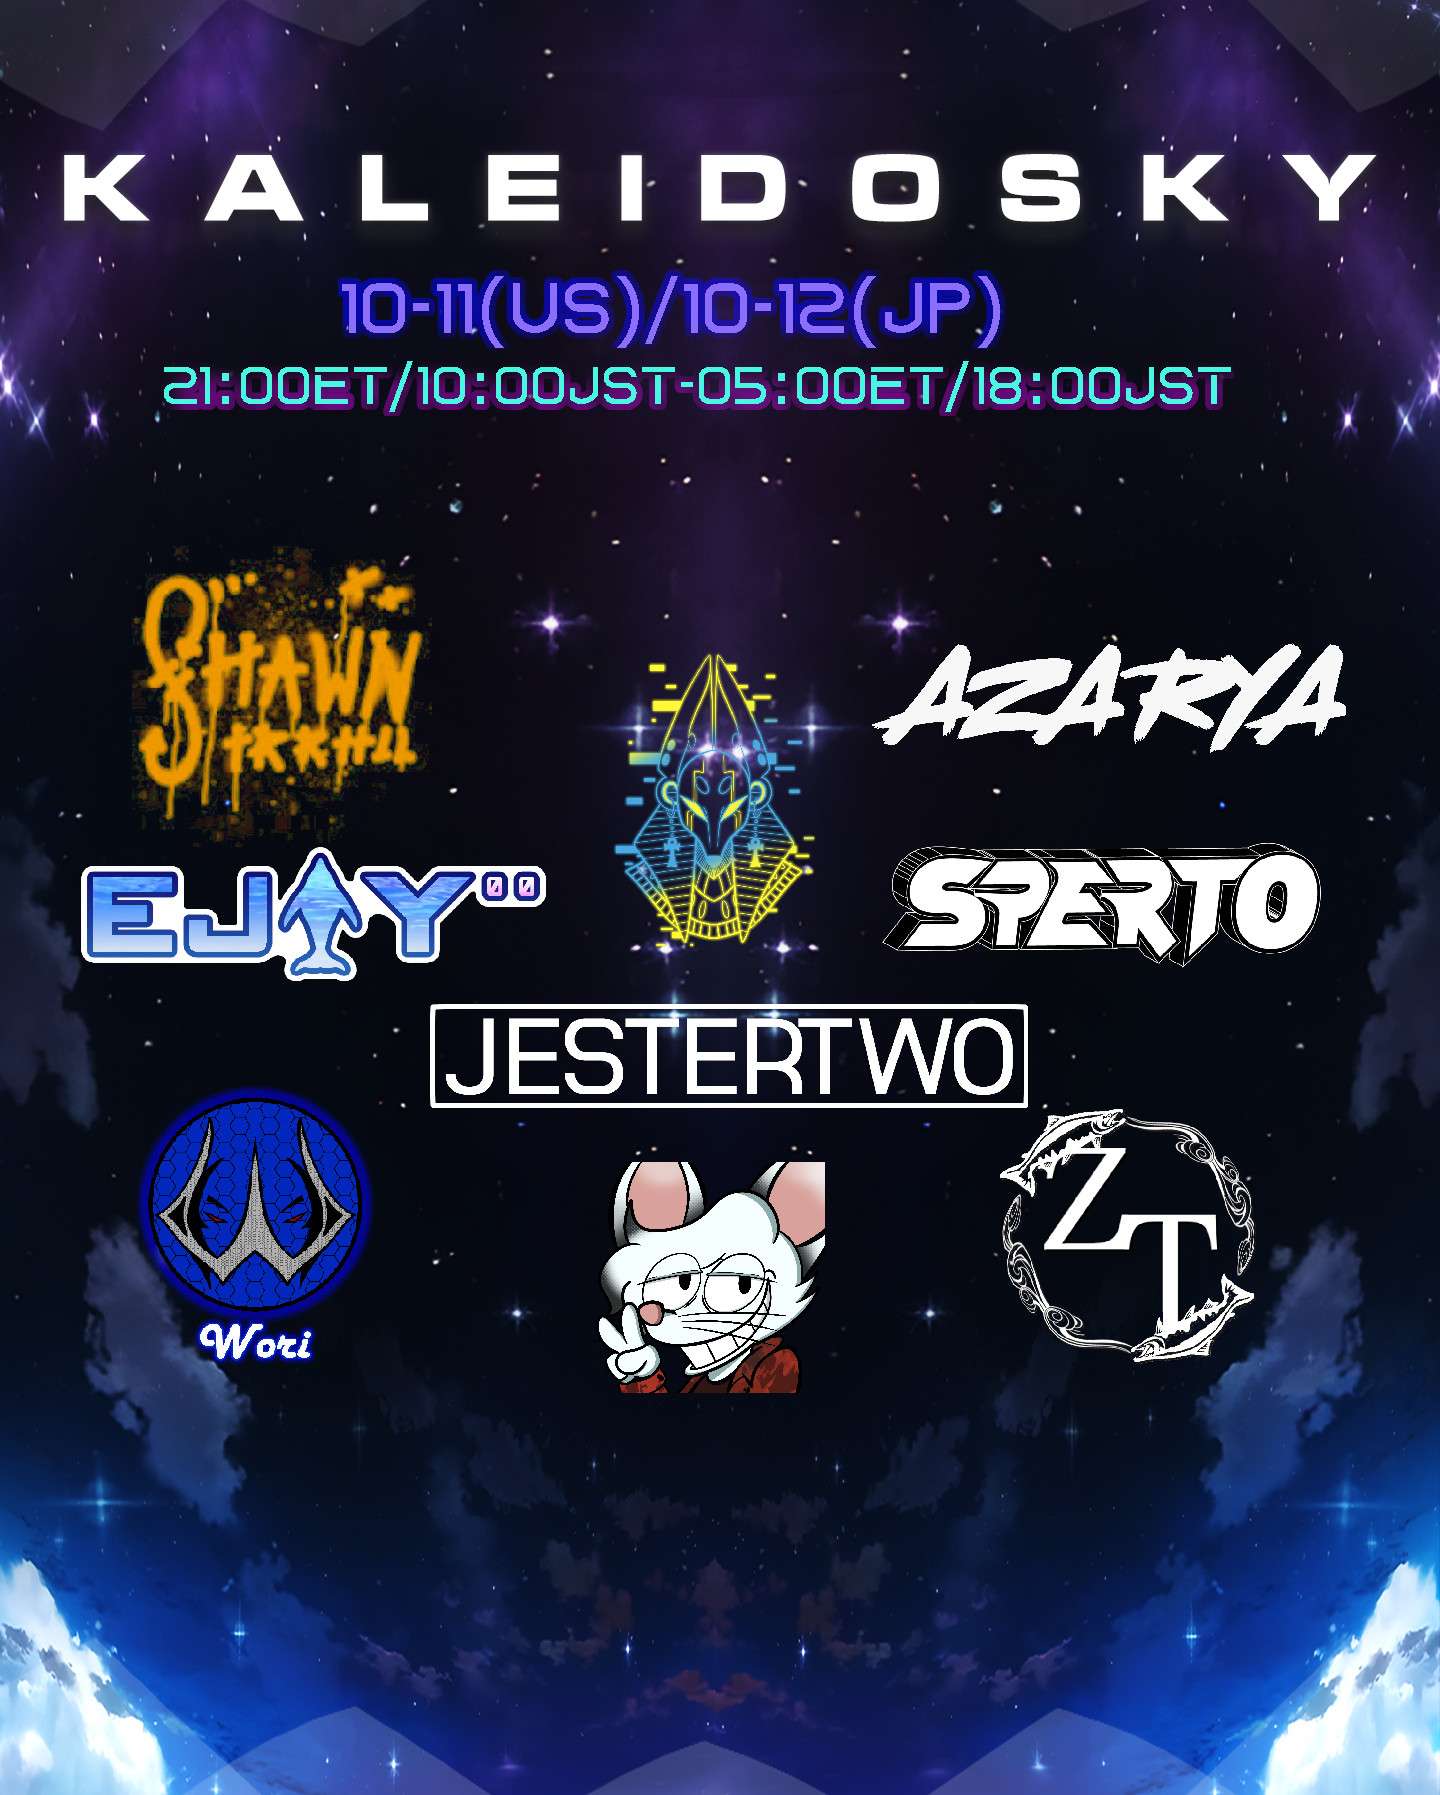 KALEIDOSKY
10-11(US)/10-12(JP)
21:00ET/10:00JST-05:00ET/18:00JST
SHAWN
AZARYA
EJAY00
SPERTO
JESTERTWO
Wori
ZT